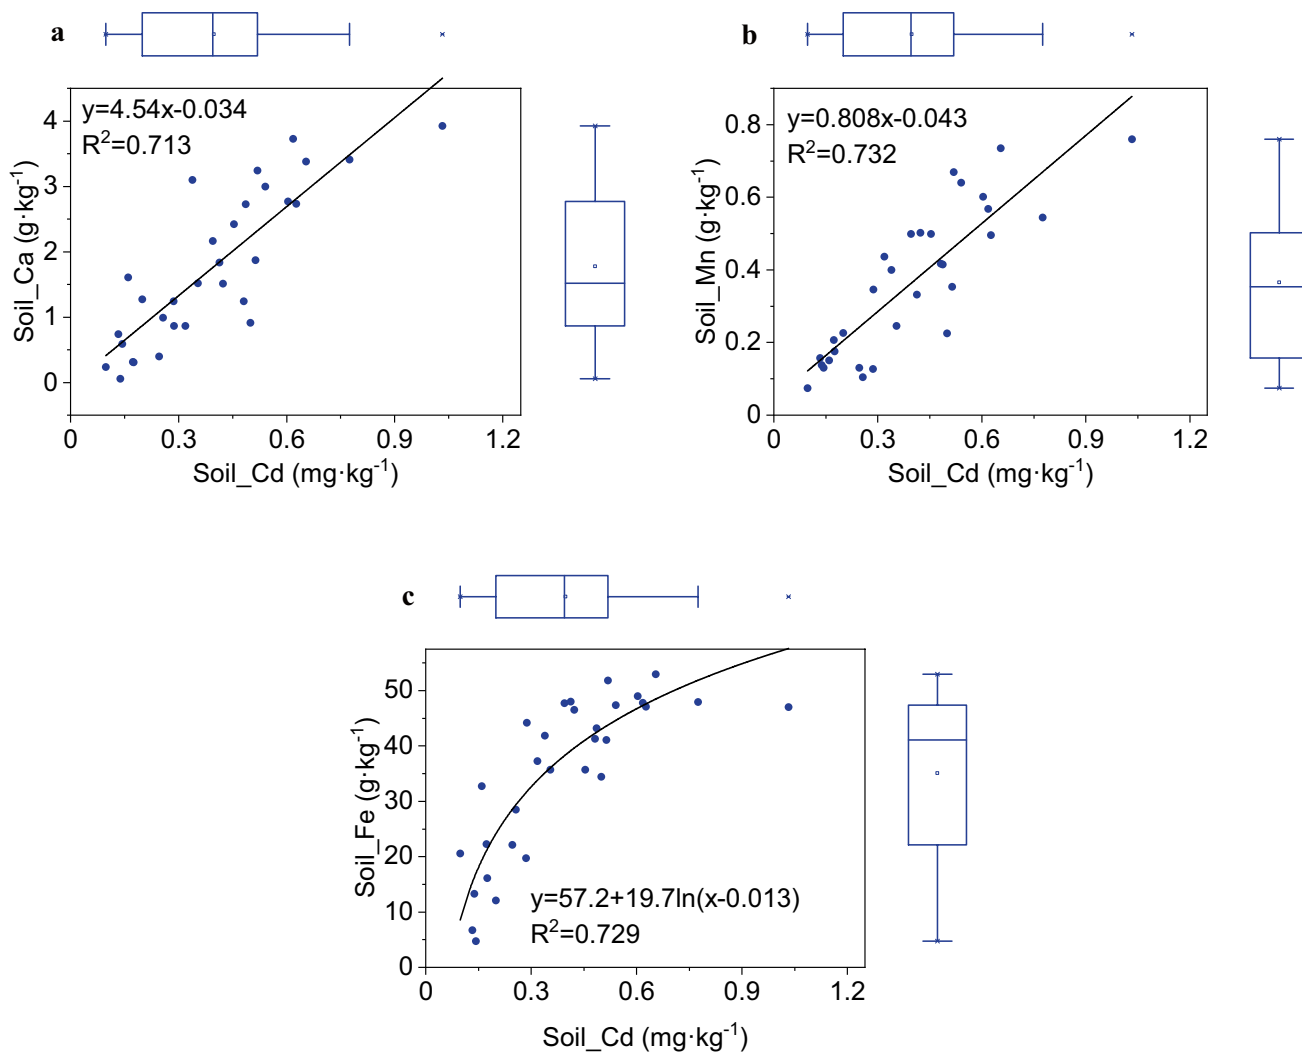 a
y=4.54x-0.034
R²=0.713
4
3
2
1
0
Soil_Ca (g·kg⁻¹)
0 0.3 0.6 0.9 1.2
Soil_Cd (mg·kg⁻¹)
b
y=0.808x-0.043
R²=0.732
0.8
0.6
0.4
0.2
0
Soil_Mn (g·kg⁻¹)
0 0.3 0.6 0.9 1.2
Soil_Cd (mg·kg⁻¹)
c
50
40
30
20
10
0
Soil_Fe (g·kg⁻¹)
y=57.2+19.7ln(x-0.013)
R²=0.729
0 0.3 0.6 0.9 1.2
Soil_Cd (mg·kg⁻¹)